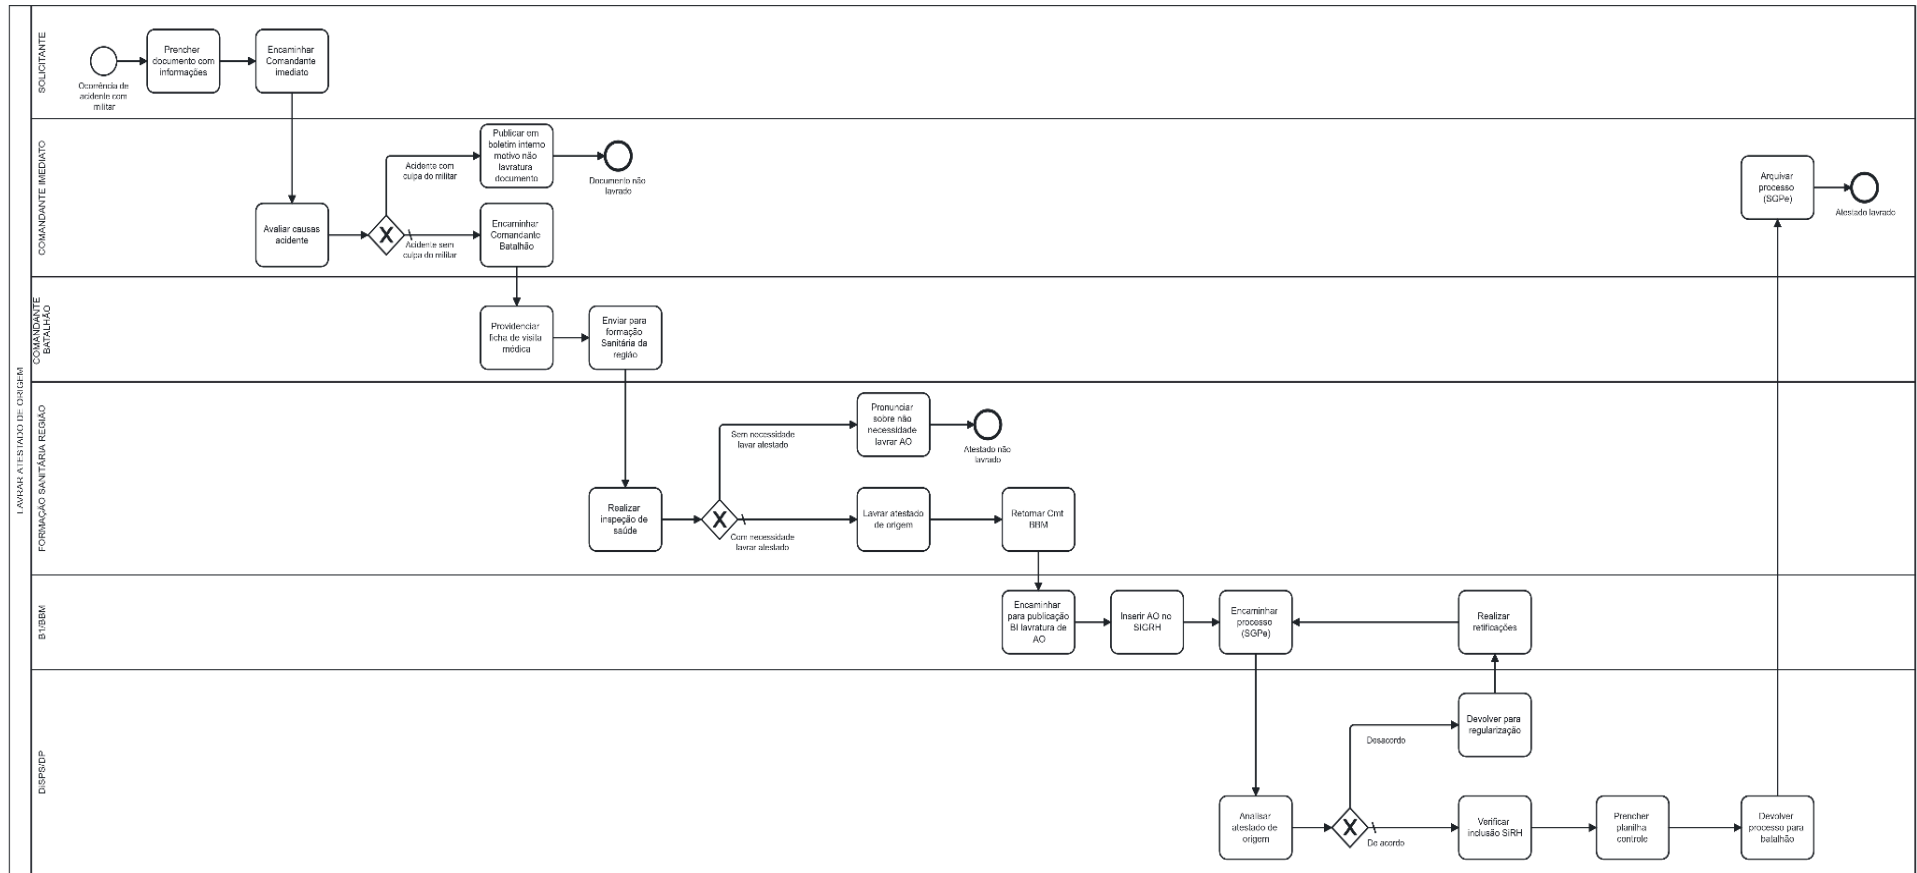 LAVRAR ATESTADO DE ORIGEM
SOLICITANTE
Ocorrência de
acidente com
militar
Prencher
documento com
informações
Encaminhar
Comandante
imediato
COMANDANTE IMEDIATO
Avaliar causas
acidente
Acidente com
culpa do militar
Publicar em
boletim interno
motivo não
lavratura
documento
Documento não
lavrado
Acidente sem
culpa do militar
Encaminhar
Comandante
Batalhão
Arquivar
processo
(SGPe)
Atestado lavrado
COMANDANTE
BATALHÃO
Providenciar
ficha de visita
médica
Enviar para
formação
Sanitária da
região
FORMAÇÃO SANITÁRIA REGIÃO
Realizar
inspeção de
saúde
Sem necessidade
lavar atestado
Pronunciar
sobre não
necessidade
lavrar AO
Atestado não
lavrado
Com necessidade
lavrar atestado
Lavrar atestado
de origem
Retornar Cmt
BBM
B1/BBM
Encaminhar
para publicação
BI lavratura de
AO
Inserir AO no
SIGRH
Encaminhar
processo
(SGPe)
Realizar
retificações
DISPS/DP
Analisar
atestado de
origem
Desacordo
Devolver para
regularização
De acordo
Verificar
inclusão SiRH
Prencher
planilha
controle
Devolver
processo para
batalhão